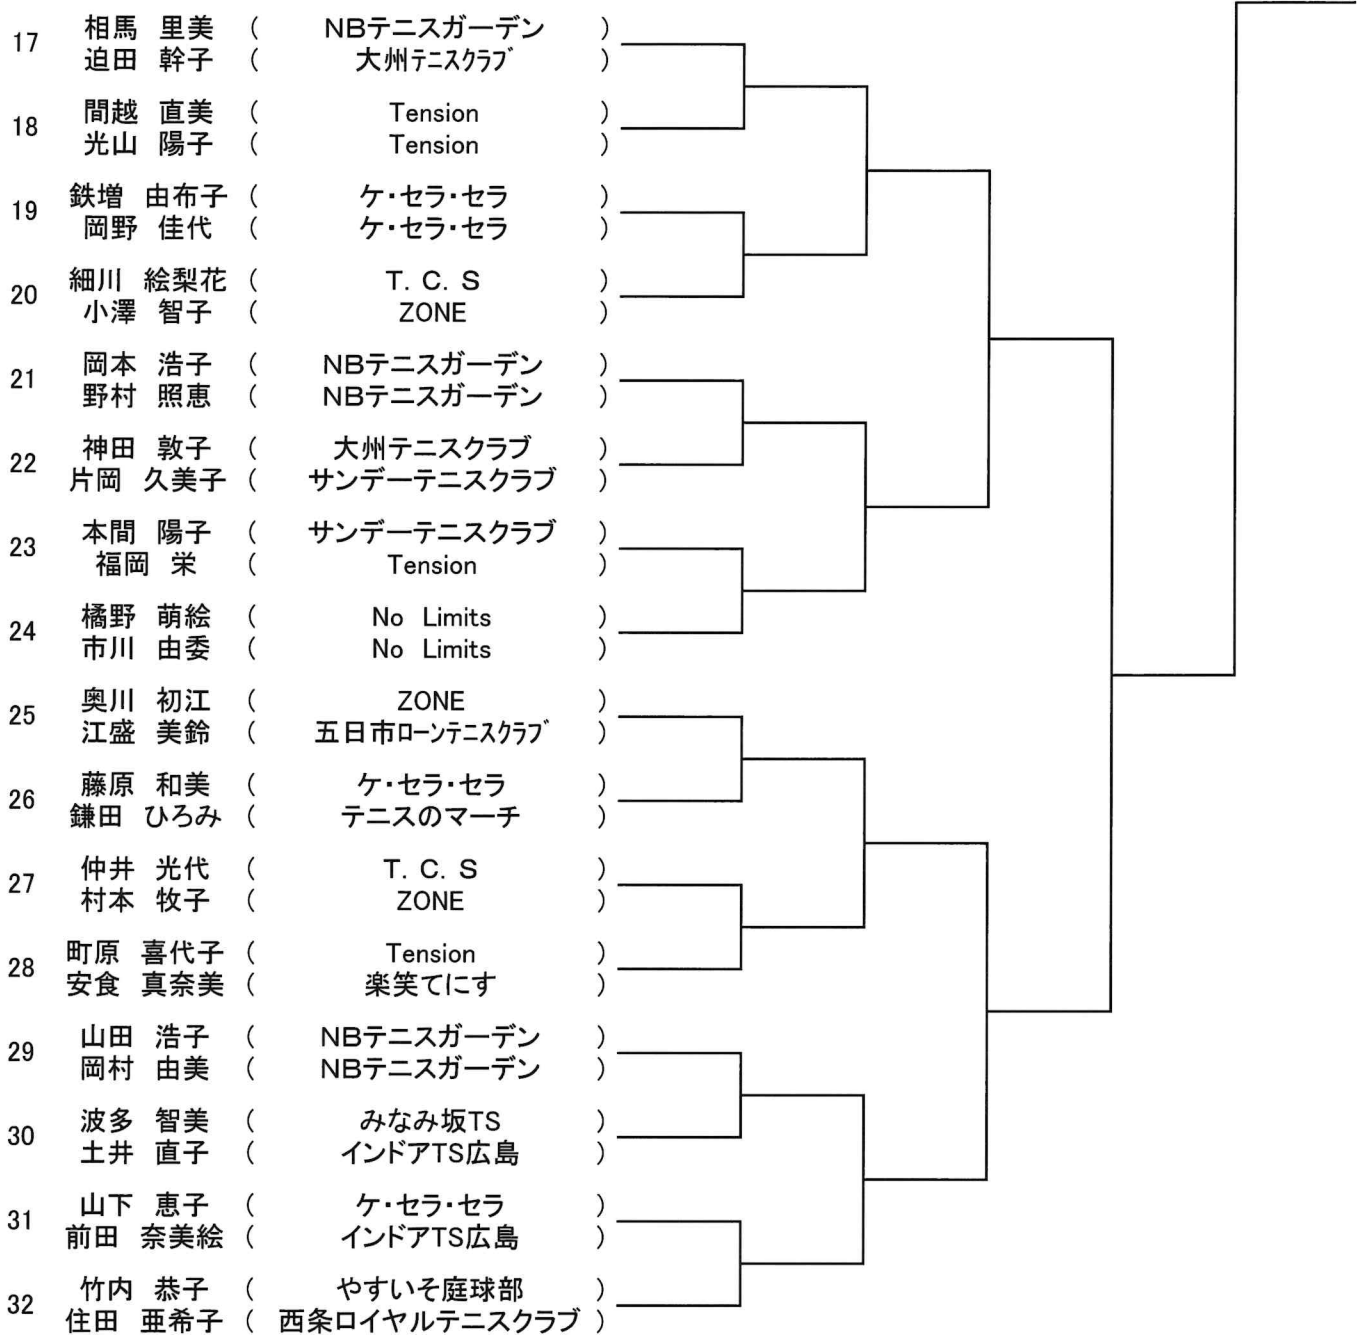 17 相馬 里美 ( NBテニスガーデン )
迫田 幹子 ( 大州テニスクラブ )
18 間越 直美 ( Tension )
光山 陽子 ( Tension )
19 鉄増 由布子 ( ケ・セラ・セラ )
岡野 佳代 ( ケ・セラ・セラ )
20 細川 絵梨花 ( T. C. S )
小澤 智子 ( ZONE )
21 岡本 浩子 ( NBテニスガーデン )
野村 照恵 ( NBテニスガーデン )
22 神田 敦子 ( 大州テニスクラブ )
片岡 久美子 ( サンデーテニスクラブ )
23 本間 陽子 ( サンデーテニスクラブ )
福岡 栄 ( Tension )
24 橘野 萌絵 ( No Limits )
市川 由委 ( No Limits )
25 奥川 初江 ( ZONE )
江盛 美鈴 ( 五日市ローンテニスクラブ )
26 藤原 和美 ( ケ・セラ・セラ )
鎌田 ひろみ ( テニスのマーチ )
27 仲井 光代 ( T. C. S )
村本 牧子 ( ZONE )
28 町原 喜代子 ( Tension )
安食 真奈美 ( 楽笑てにす )
29 山田 浩子 ( NBテニスガーデン )
岡村 由美 ( NBテニスガーデン )
30 波多 智美 ( みなみ坂TS )
土井 直子 ( インドアTS広島 )
31 山下 恵子 ( ケ・セラ・セラ )
前田 奈美絵 ( インドアTS広島 )
32 竹内 恭子 ( やすいそ庭球部 )
住田 亜希子 ( 西条ロイヤルテニスクラブ )